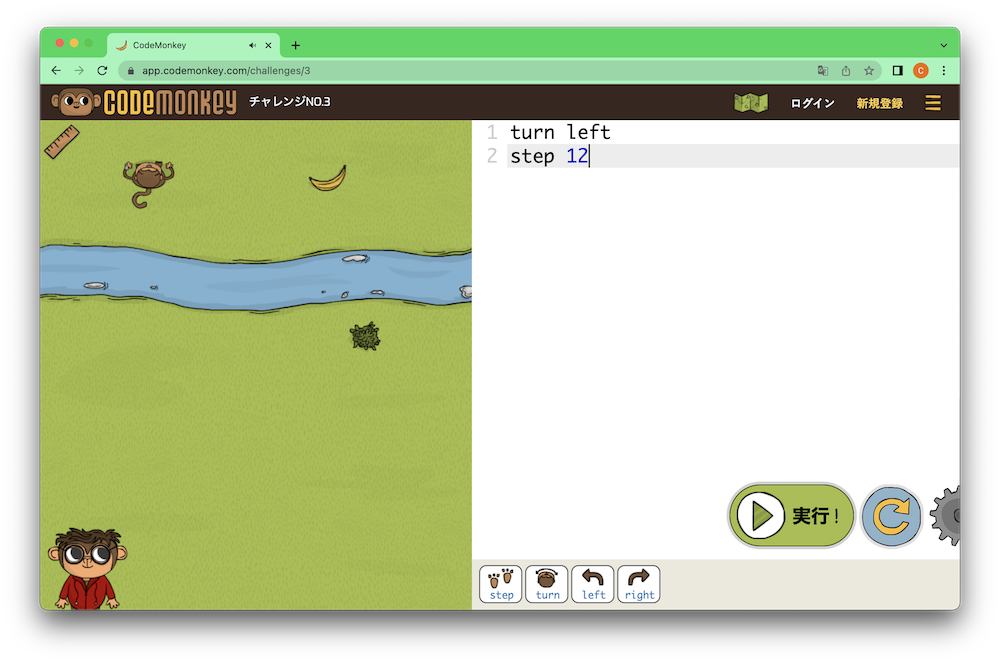 CodeMonkey
app.codemonkey.com/challenges/3
C
CODEMONKEY チャレンジNO.3 ログイン 新規登録
1 turn left
2 step 12
実行!
step turn left right